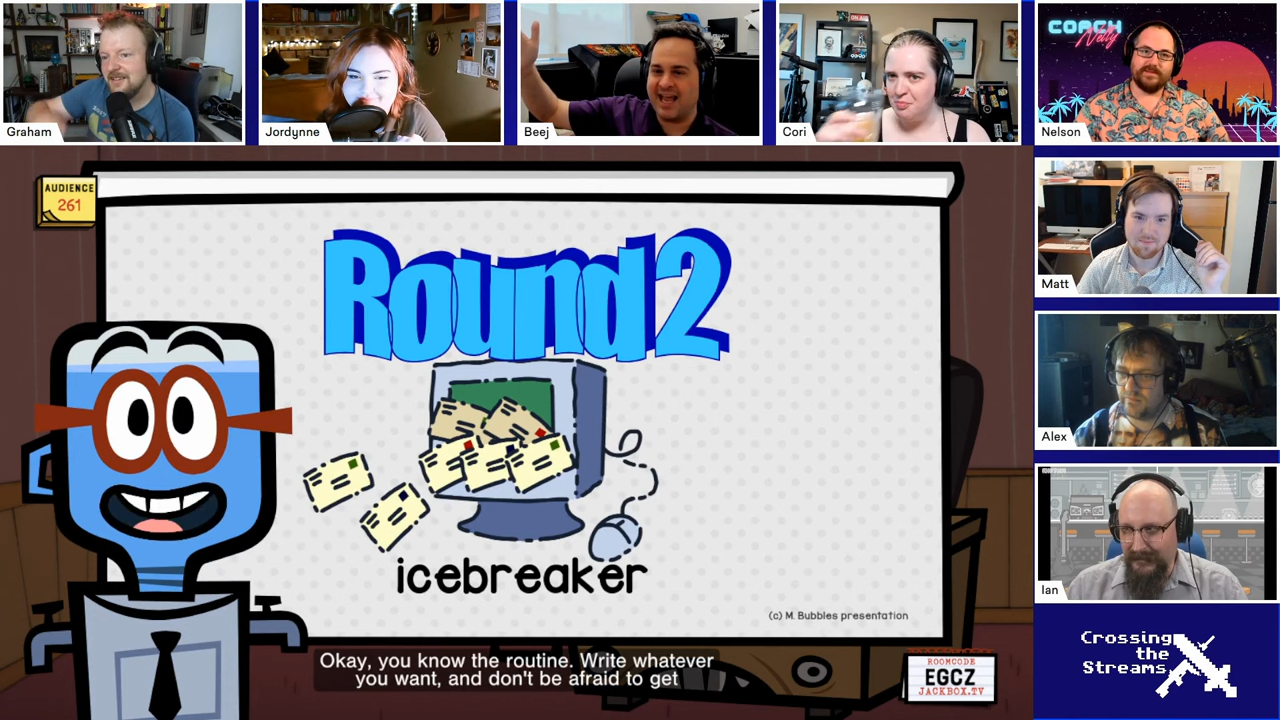 Graham
Jordynne
Beej
Cori
COACH
Nelly
Nelson
AUDIENCE
261
Round 2
icebreaker
(c) M. Bubbles presentation
Okay, you know the routine. Write whatever
you want, and don't be afraid to get
ROOMCODE
EGCZ
JACKBOX.TV
Matt
Alex
Ian
Crossing
the
Streams